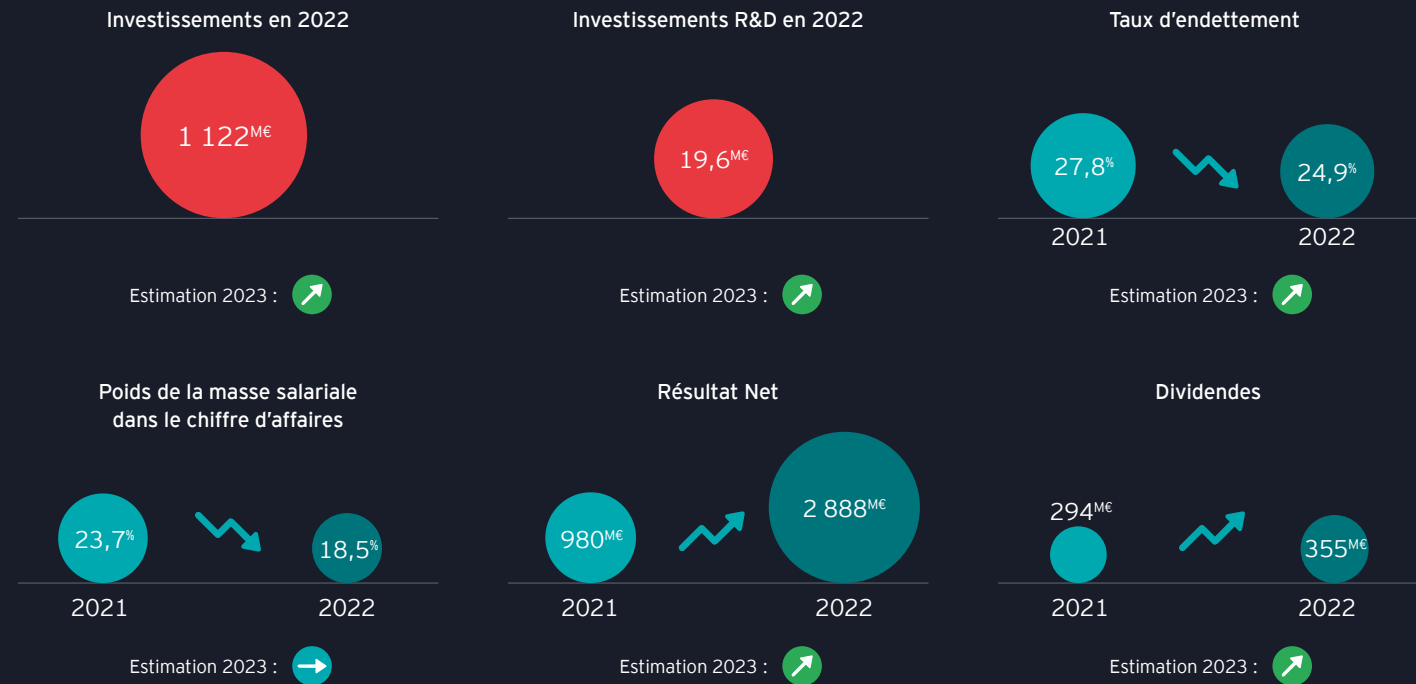 Investissements en 2022
1 122M€
Estimation 2023 :
Investissements R&D en 2022
19,6M€
Estimation 2023 :
Taux d'endettement
27,8%
24,9%
2021
2022
Estimation 2023 :
Poids de la masse salariale
dans le chiffre d'affaires
23,7%
18,5%
2021
2022
Estimation 2023 :
Résultat Net
980M€
2 888M€
2021
2022
Estimation 2023 :
Dividendes
294M€
355M€
2021
2022
Estimation 2023 :